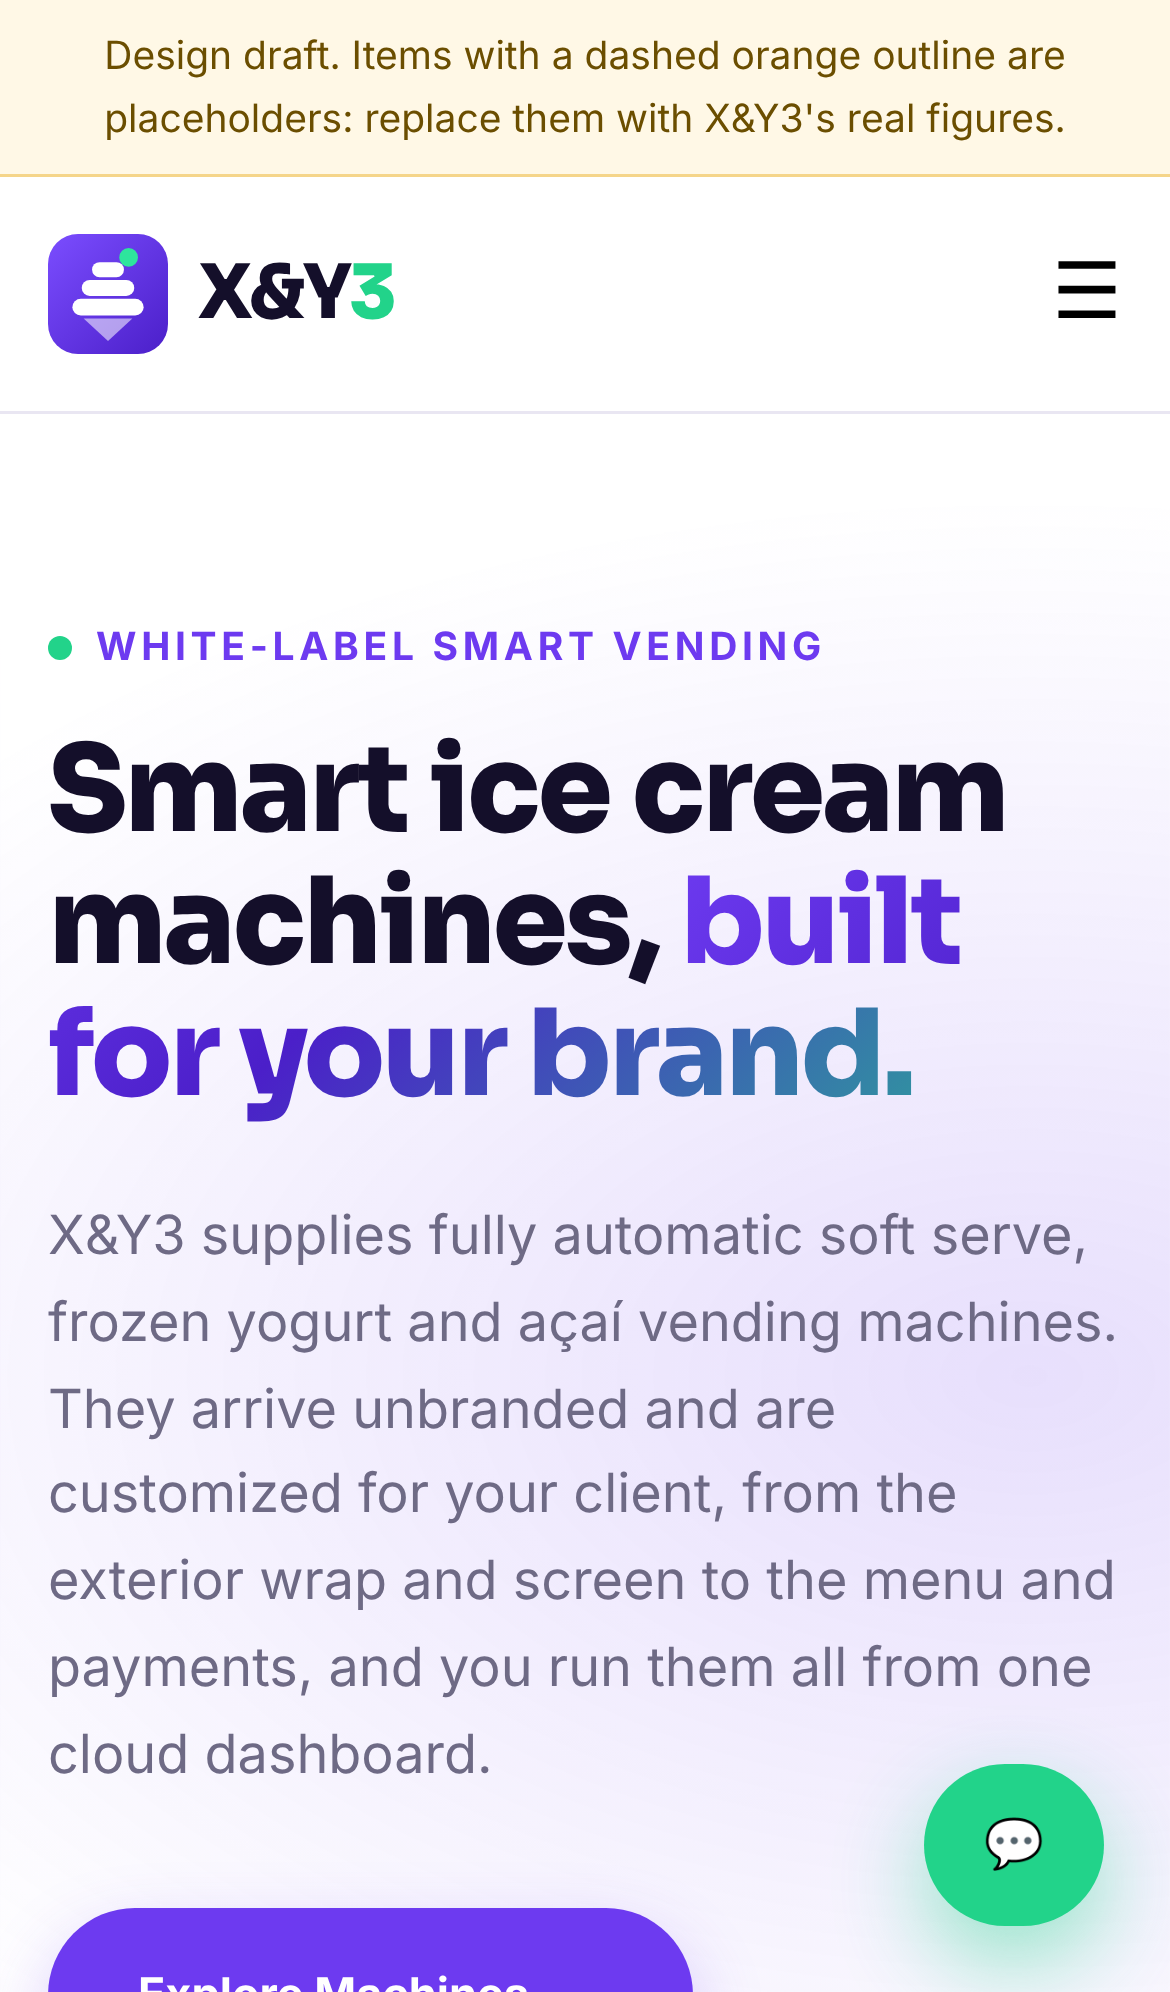 Design draft. Items with a dashed orange outline are
placeholders: replace them with X&Y3's real figures.
X&Y3
WHITE-LABEL SMART VENDING
Smart ice cream
machines, built
for your brand.
X&Y3 supplies fully automatic soft serve,
frozen yogurt and açaí vending machines.
They arrive unbranded and are
customized for your client, from the
exterior wrap and screen to the menu and
payments, and you run them all from one
cloud dashboard.
Explore Machines